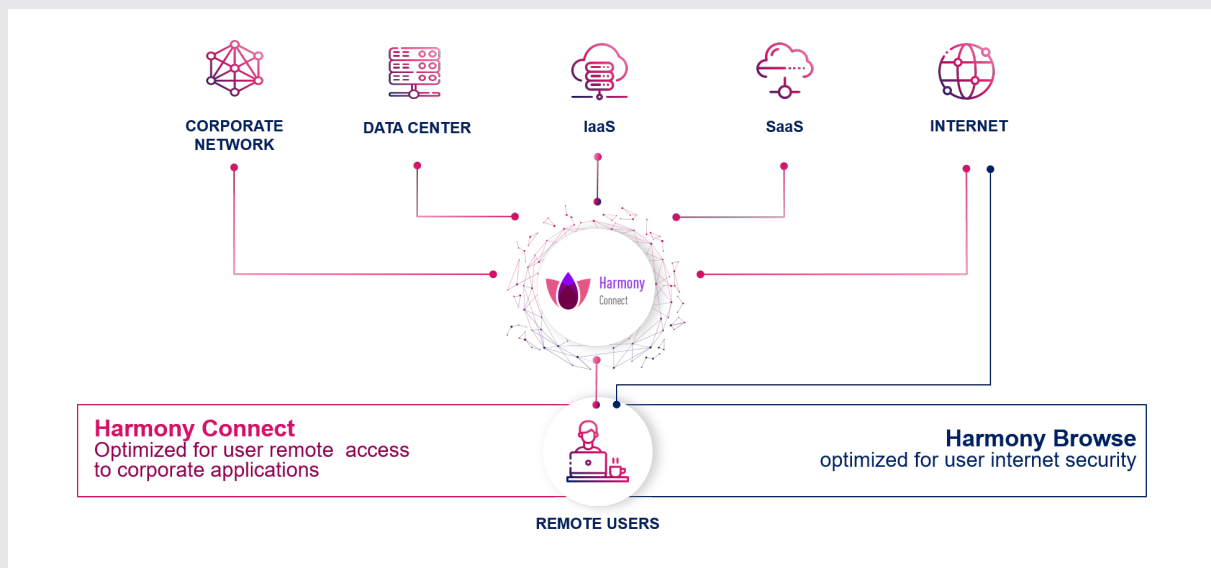 CORPORATE
NETWORK
DATA CENTER
IaaS
SaaS
INTERNET
Harmony
Connect
Harmony Connect
Optimized for user remote access
to corporate applications
Harmony Browse
optimized for user internet security
REMOTE USERS